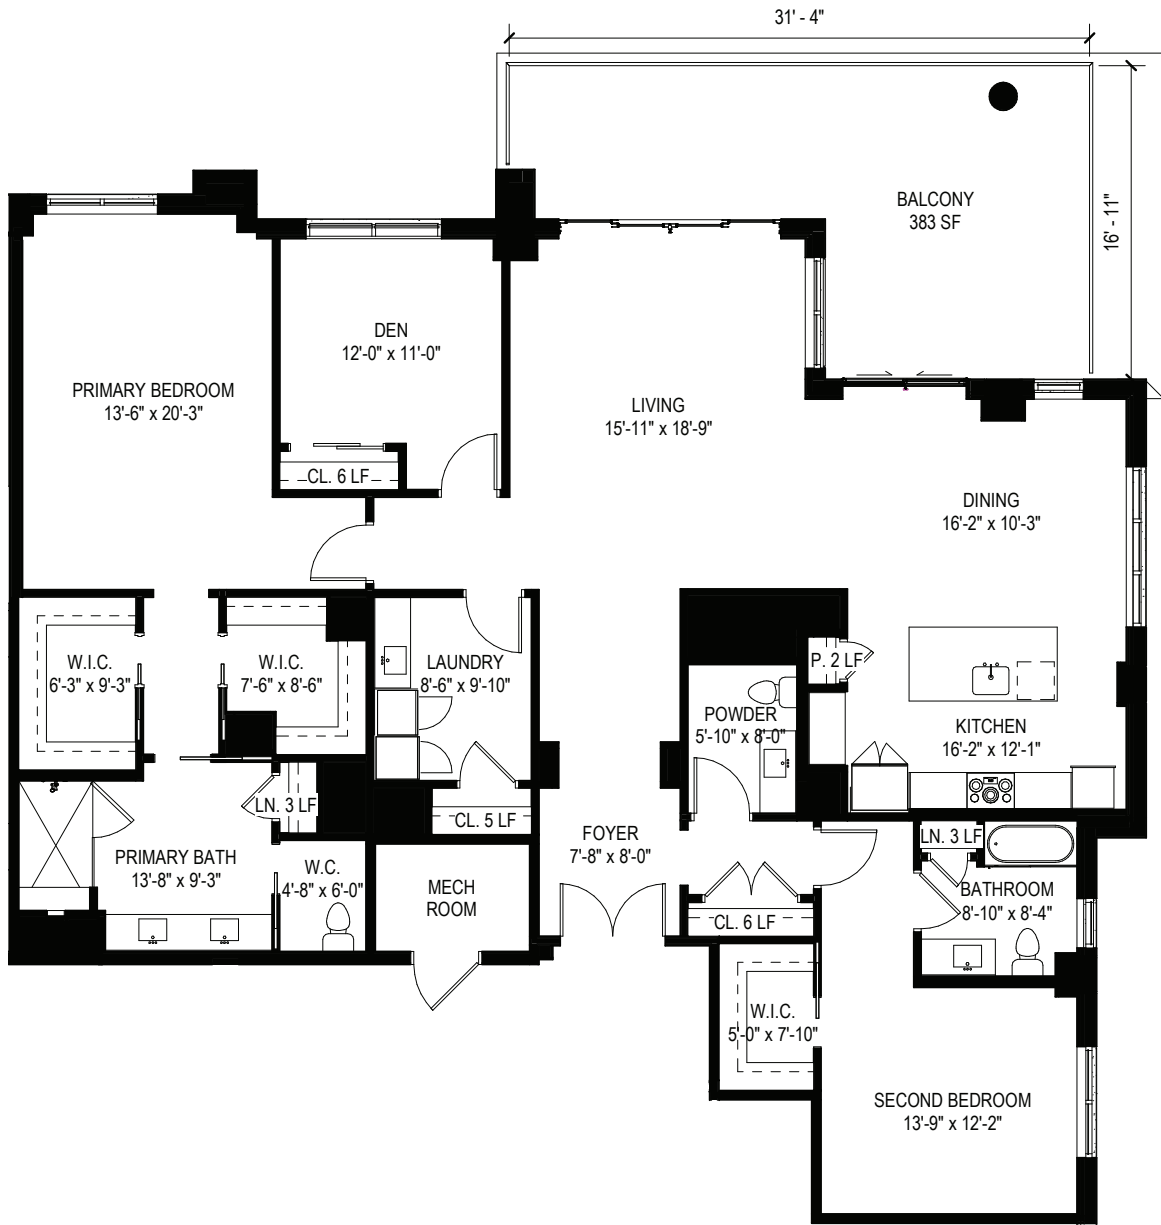 31' - 4"
16' - 11"
BALCONY
383 SF
DEN
12'-0" x 11'-0"
PRIMARY BEDROOM
13'-6" x 20'-3"
LIVING
15'-11" x 18'-9"
CL. 6 LF
DINING
16'-2" x 10'-3"
W.I.C.
6'-3" x 9'-3"
W.I.C.
7'-6" x 8'-6"
LAUNDRY
8'-6" x 9'-10"
P. 2 LF
POWDER
5'-10" x 8'-0"
KITCHEN
16'-2" x 12'-1"
LN. 3 LF
CL. 5 LF
FOYER
7'-8" x 8'-0"
LN. 3 LF
PRIMARY BATH
13'-8" x 9'-3"
W.C.
4'-8" x 6'-0"
MECH
ROOM
BATHROOM
8'-10" x 8'-4"
CL. 6 LF
W.I.C.
5'-0" x 7'-10"
SECOND BEDROOM
13'-9" x 12'-2"